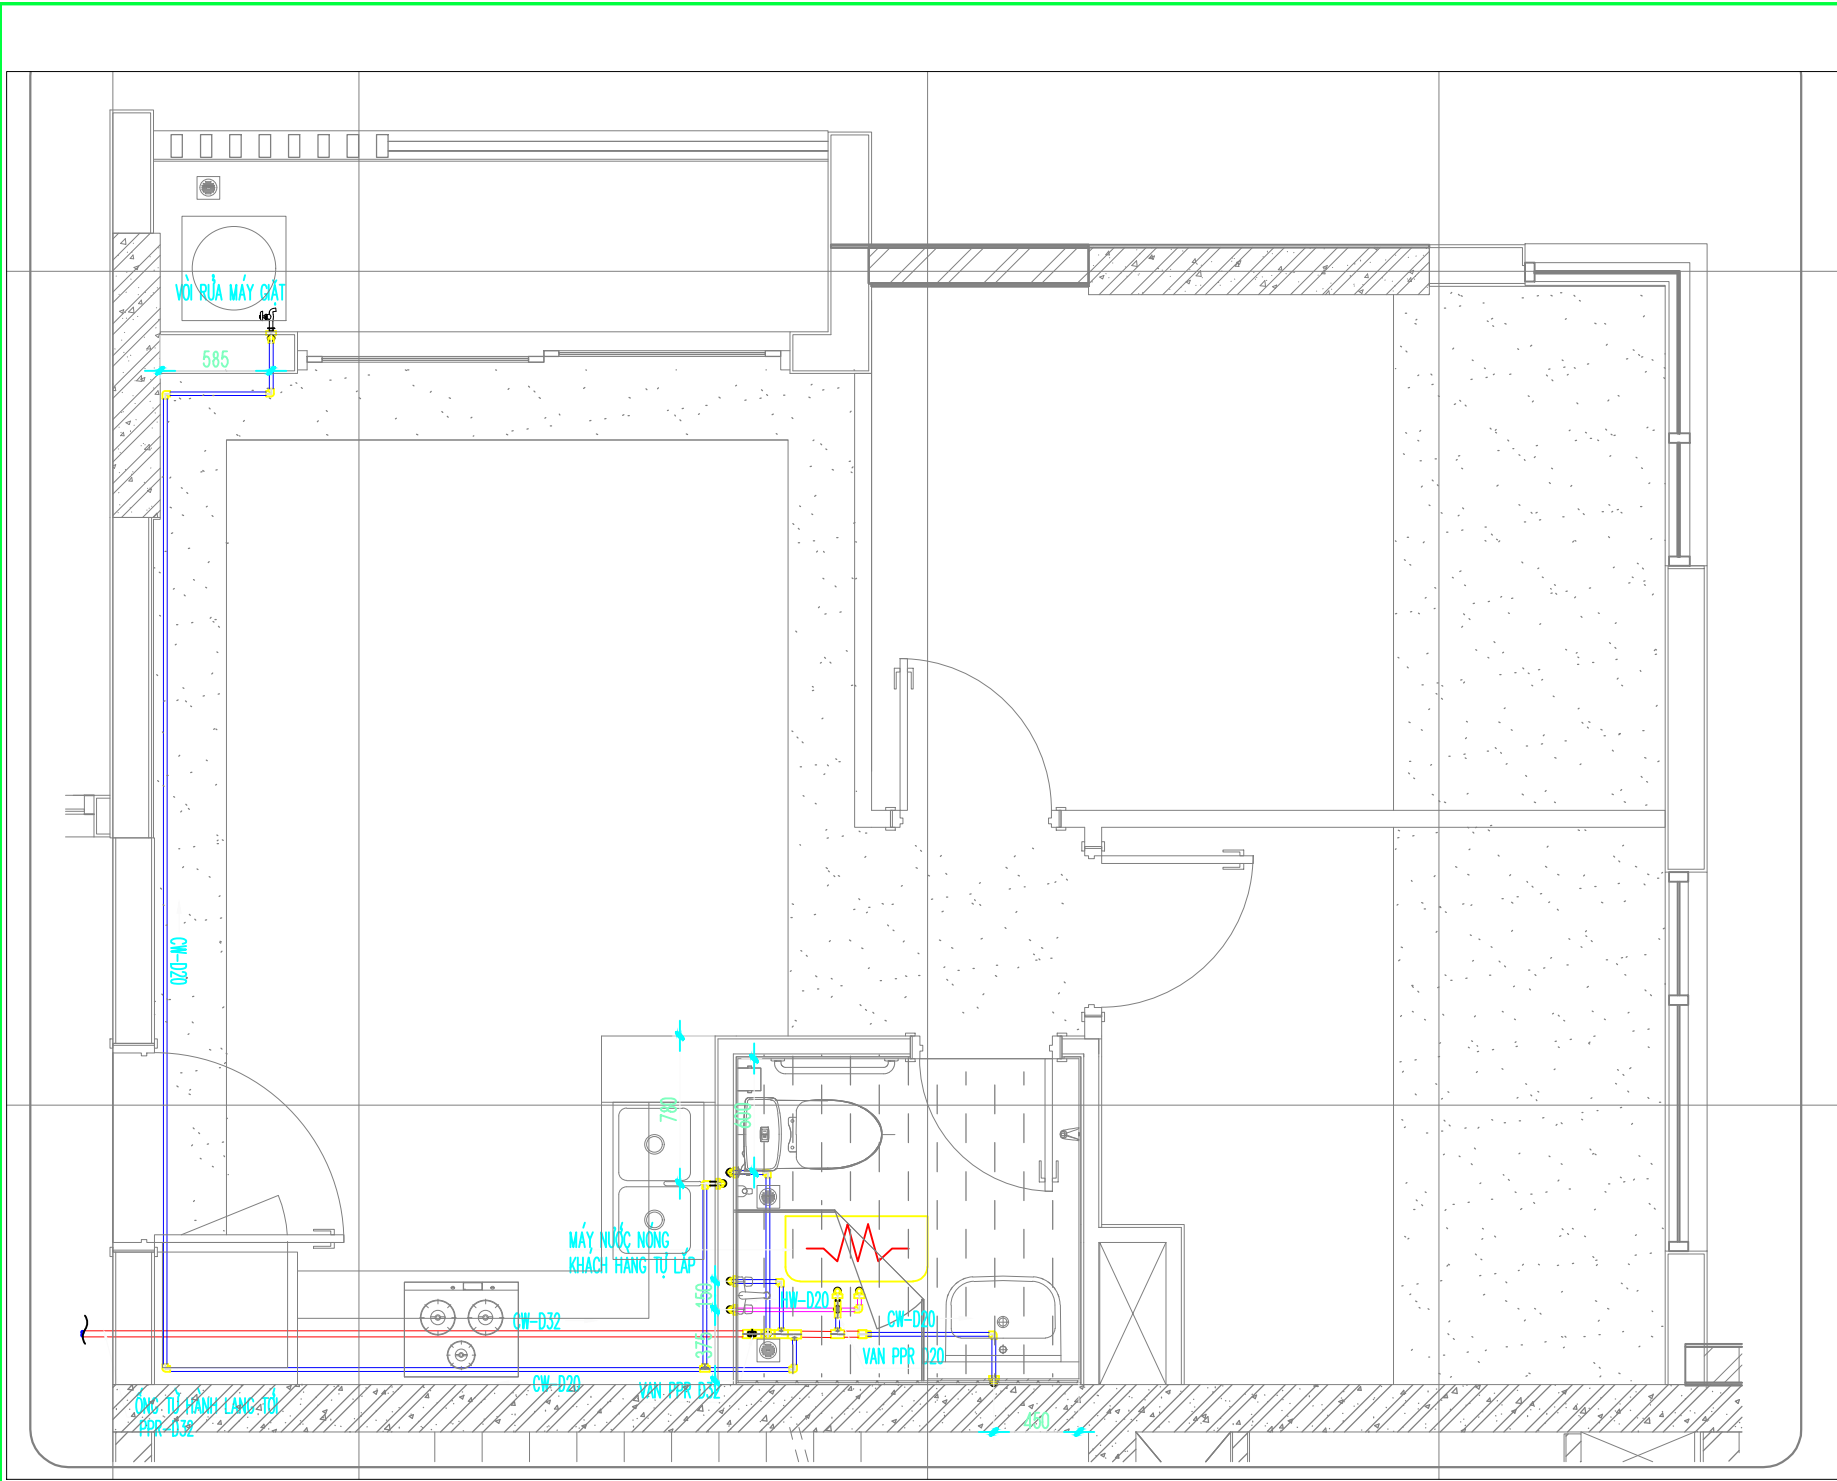 VÒI RỬA MÁY GIẶT
585
CW-D20
780
600
MÁY NƯỚC NÓNG
KHÁCH HÀNG TỰ LẮP
150
HW-D20
CW-D32
CW-D20
375
VAN PPR D20
CW-D20
VAN PPR D32
ỐNG TỪ HÀNH LANG TỚI
PPR-D32
450